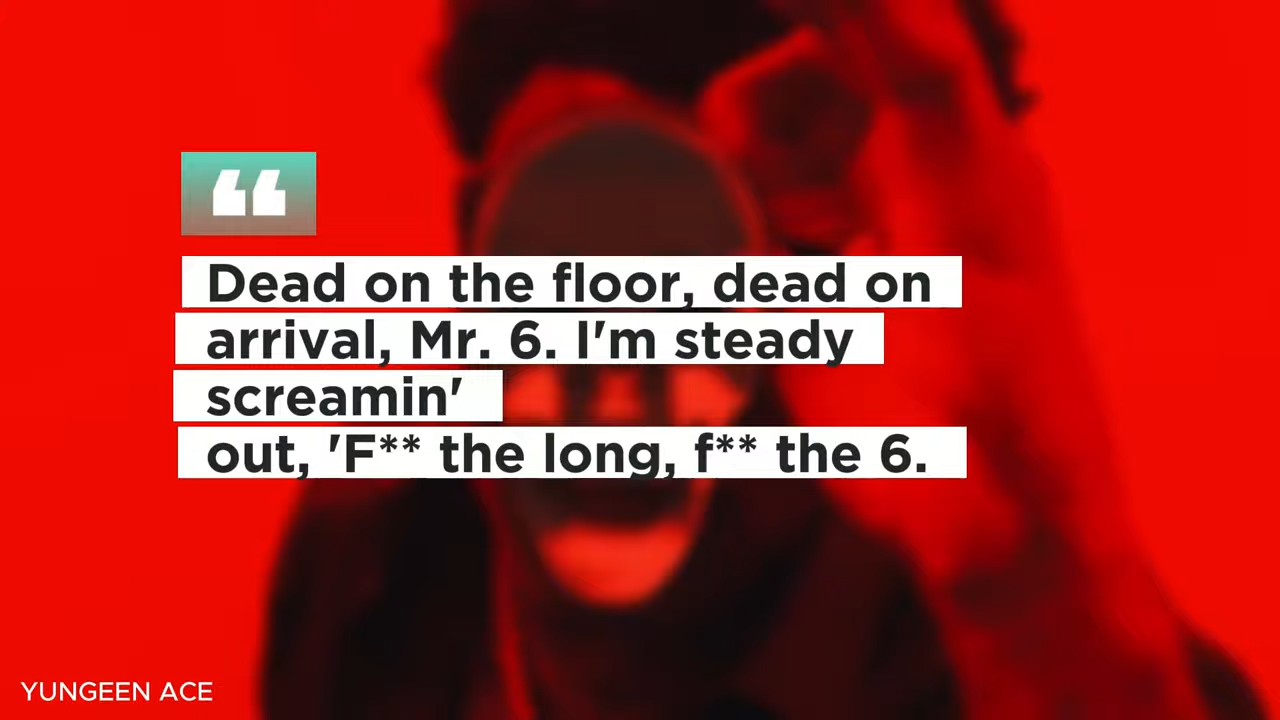 “
Dead on the floor, dead on
arrival, Mr. 6. I'm steady
screamin'
out, 'F** the long, f** the 6.
YUNGEEN ACE